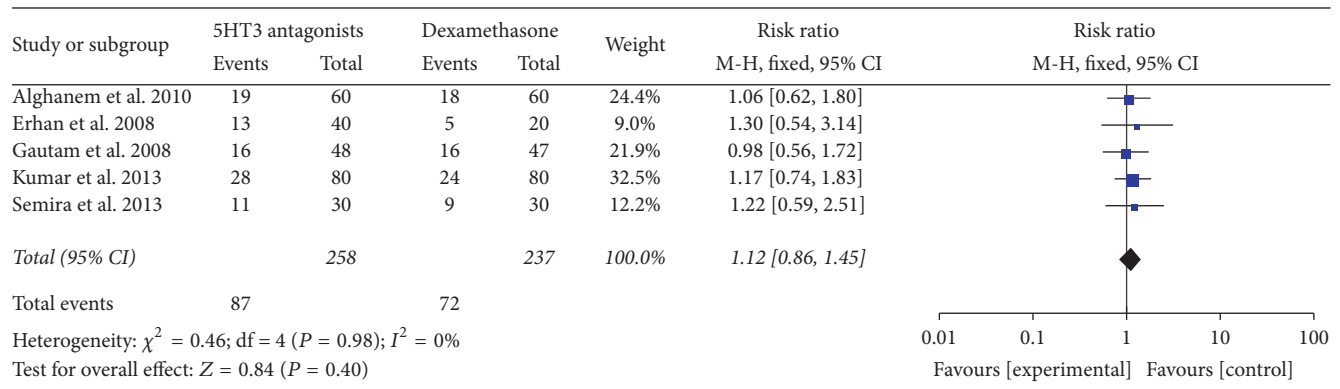 Study or subgroup 5HT3 antagonists Dexamethasone Weight Risk ratio Risk ratio
Events Total Events Total M-H, fixed, 95% CI M-H, fixed, 95% CI
Alghanem et al. 2010 19 60 18 60 24.4% 1.06 [0.62, 1.80]
Erhan et al. 2008 13 40 5 20 9.0% 1.30 [0.54, 3.14]
Gautam et al. 2008 16 48 16 47 21.9% 0.98 [0.56, 1.72]
Kumar et al. 2013 28 80 24 80 32.5% 1.17 [0.74, 1.83]
Semira et al. 2013 11 30 9 30 12.2% 1.22 [0.59, 2.51]
Total (95% CI) 258 237 100.0% 1.12 [0.86, 1.45]
Total events 87 72
Heterogeneity: χ² = 0.46; df = 4 (P = 0.98); I² = 0%
Test for overall effect: Z = 0.84 (P = 0.40)
0.01 0.1 1 10 100
Favours [experimental] Favours [control]